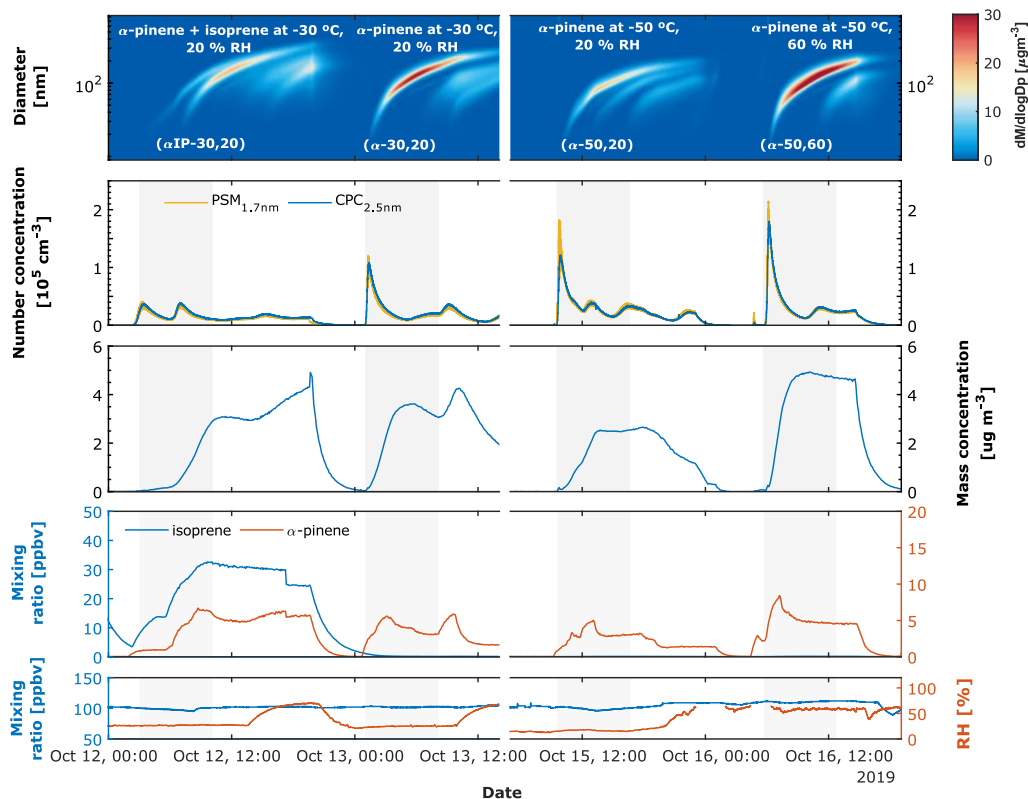 α-pinene + isoprene at -30 ºC,
20 % RH
α-pinene at -30 ºC,
20 % RH
α-pinene at -50 ºC,
20 % RH
α-pinene at -50 ºC,
60 % RH
(αIP-30,20)
(α-30,20)
(α-50,20)
(α-50,60)
Diameter
[nm]
10²
10²
30
20
10
0
dM/dlogDp [μgm⁻³]
PSM₁.₇nm
CPC₂.₅nm
Number concentration
[10⁵ cm⁻³]
2
1
0
2
1
0
6
4
2
0
6
4
2
0
Mass concentration
[ug m⁻³]
isoprene
α-pinene
Mixing
ratio [ppbv]
50
40
30
20
10
0
20
15
10
5
0
Mixing
ratio [ppbv]
150
100
50
100
50
0
RH [%]
Oct 12, 00:00
Oct 12, 12:00
Oct 13, 00:00
Oct 13, 12:00
Oct 15, 12:00
Oct 16, 00:00
Oct 16, 12:00
2019
Date